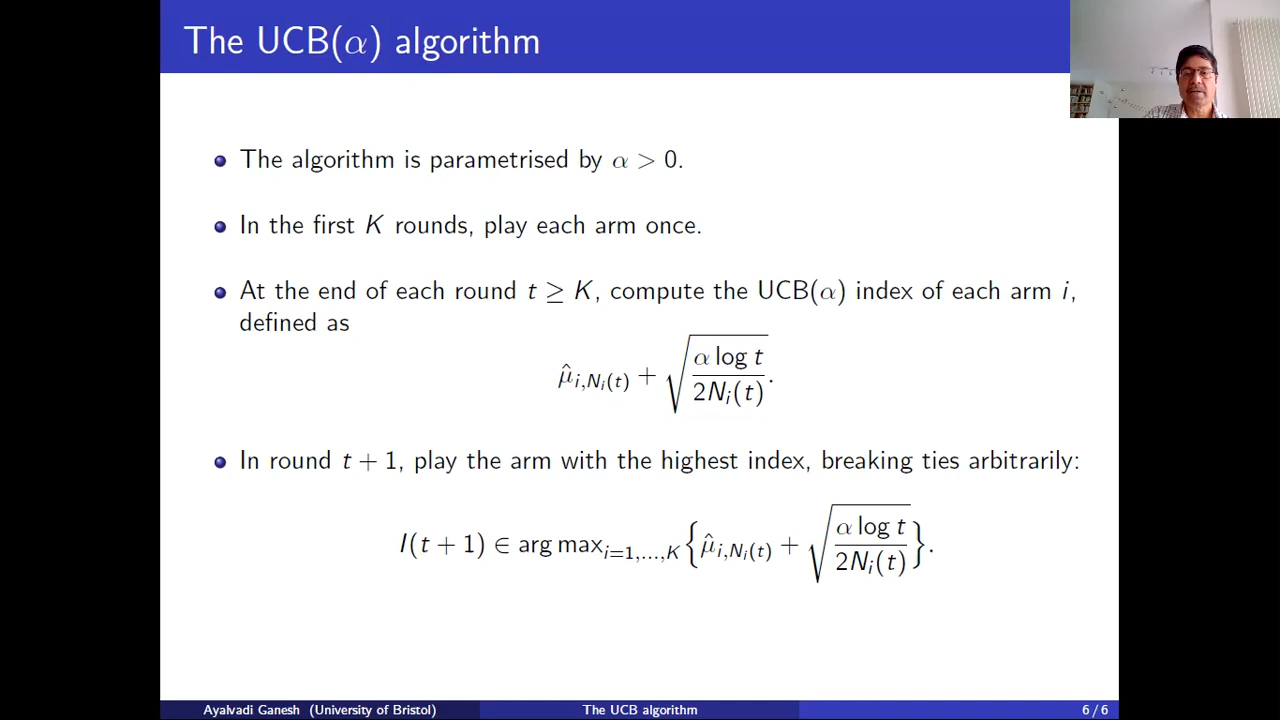 The UCB(α) algorithm
The algorithm is parametrised by α > 0.
In the first K rounds, play each arm once.
At the end of each round t ≥ K, compute the UCB(α) index of each arm i,
defined as
μ̂_{i,N_i(t)} + √(α log t / 2N_i(t)).
In round t + 1, play the arm with the highest index, breaking ties arbitrarily:
I(t + 1) ∈ arg max_{i=1,...,K} {μ̂_{i,N_i(t)} + √(α log t / 2N_i(t))}.
Ayalvadi Ganesh (University of Bristol) The UCB algorithm 6 / 6